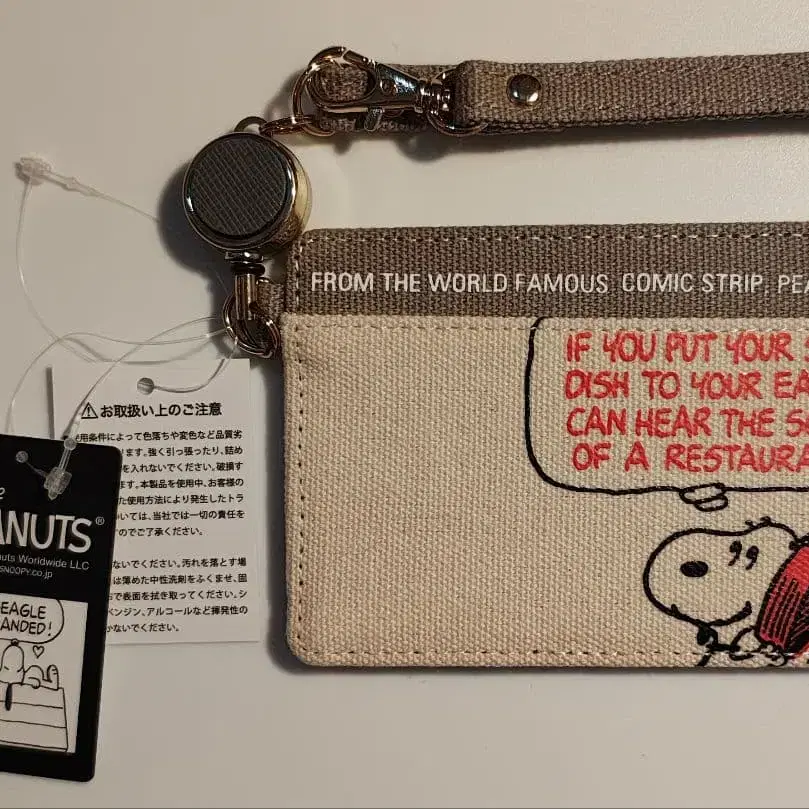 FROM THE WORLD FAMOUS COMIC STRIP, PEA
IF YOU PUT YOUR S
DISH TO YOUR EA
CAN HEAR THE S
OF A RESTAURA
⚠お取扱い上のご注意
用条件によって色落ちや変色など品質劣
ます。強く引っ張ったり、詰め
を入れないでください。破損す
ます。本製品を使用中、お客様の
た使用方法により発生したトラ
いては、当社では一切の責任を
すのでご了承ください。
ないでください。汚れを落とす場
は薄めた中性洗剤をふくませ、固
で表面を拭き取ってください。シ
ベンジン、アルコールなど揮発性の
かないでください。
ANUTS®
nuts Worldwide LLC
SNOOPY.co.jp
EAGLE
ANDED!